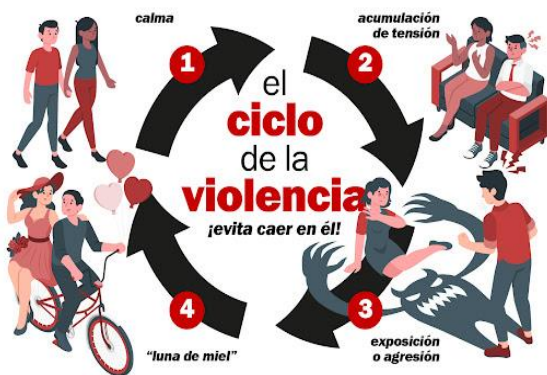 calma
1
acumulación
de tensión
2
el
ciclo
de la
violencia
¡evita caer en él!
4
"luna de miel"
3
exposición
o agresión